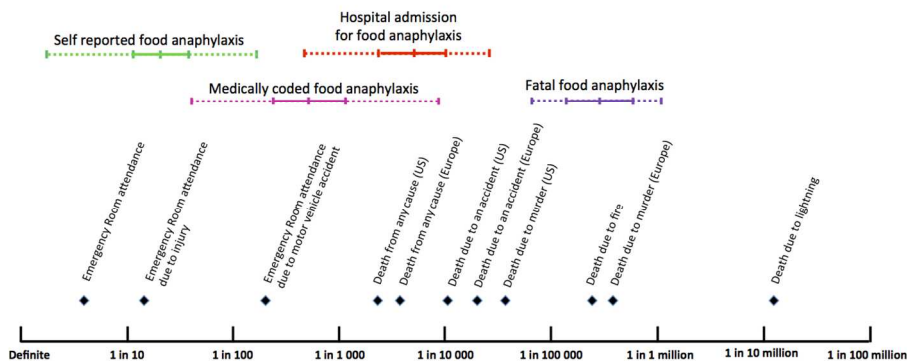 Hospital admission
for food anaphylaxis
Self reported food anaphylaxis
Medically coded food anaphylaxis
Fatal food anaphylaxis
Emergency Room attendance
Emergency Room attendance
due to injury
Emergency Room attendance
due to motor vehicle accident
Death from any cause (US)
Death from any cause (Europe)
Death due to an accident (US)
Death due to an accident (Europe)
Death due to murder (US)
Death due to fire
Death due to murder (Europe)
Death due to lightning
Definite
1 in 10
1 in 100
1 in 1 000
1 in 10 000
1 in 100 000
1 in 1 million
1 in 10 million
1 in 100 million